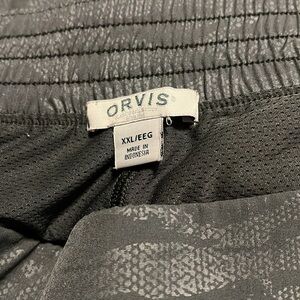 ORVIS
XXL/EEG
MADE IN
INDONESIA